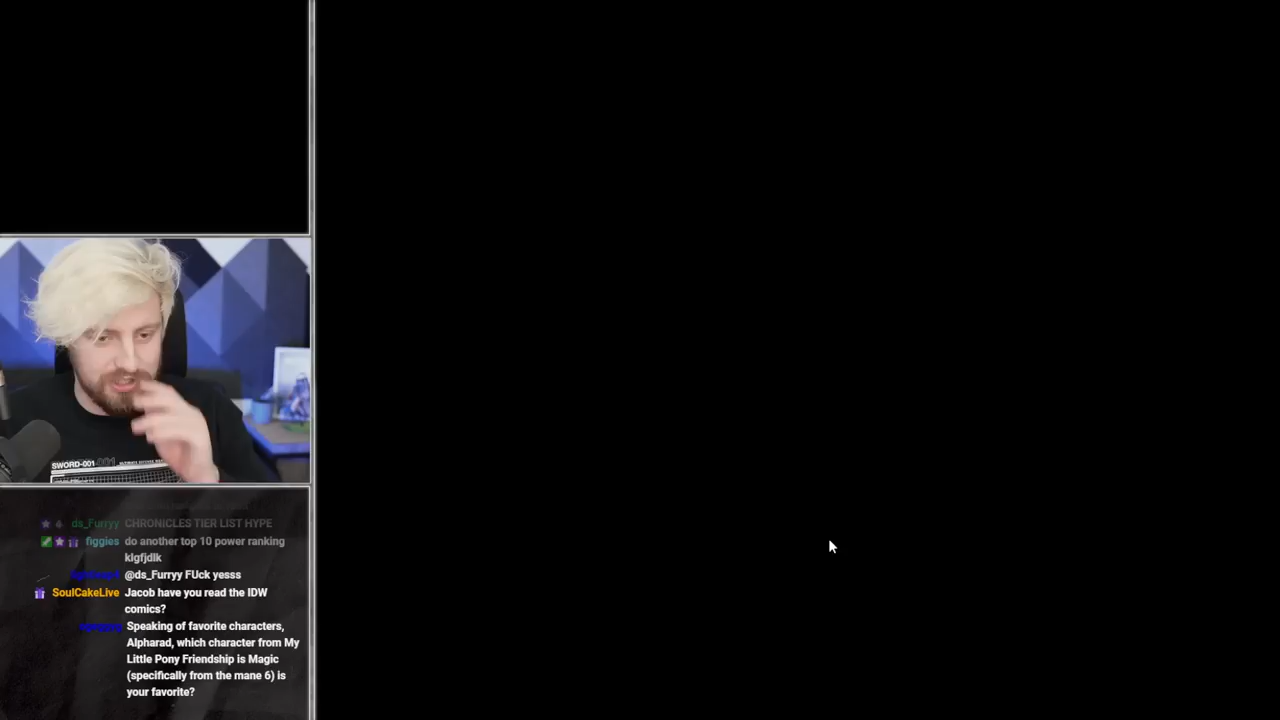 SWORD-001
ds_Furryy CHRONICLES TIER LIST HYPE
figgies do another top 10 power ranking
klgfjdlk
@ds_Furryy FUck yesss
SoulCakeLive Jacob have you read the IDW
comics?
Speaking of favorite characters,
Alpharad, which character from My
Little Pony Friendship is Magic
(specifically from the mane 6) is
your favorite?